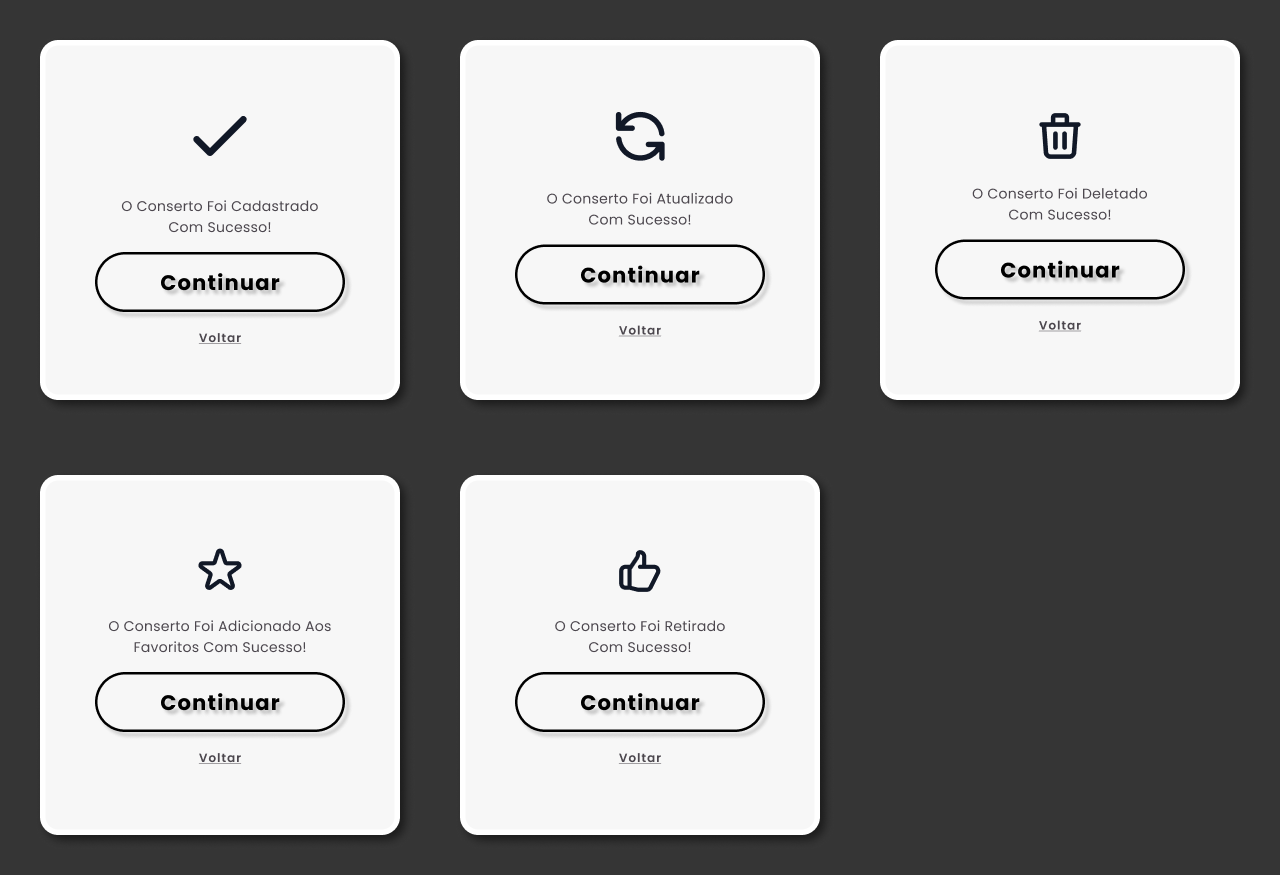 O Conserto Foi Cadastrado
Com Sucesso!
Continuar
Voltar
O Conserto Foi Atualizado
Com Sucesso!
Continuar
Voltar
O Conserto Foi Deletado
Com Sucesso!
Continuar
Voltar
O Conserto Foi Adicionado Aos
Favoritos Com Sucesso!
Continuar
Voltar
O Conserto Foi Retirado
Com Sucesso!
Continuar
Voltar